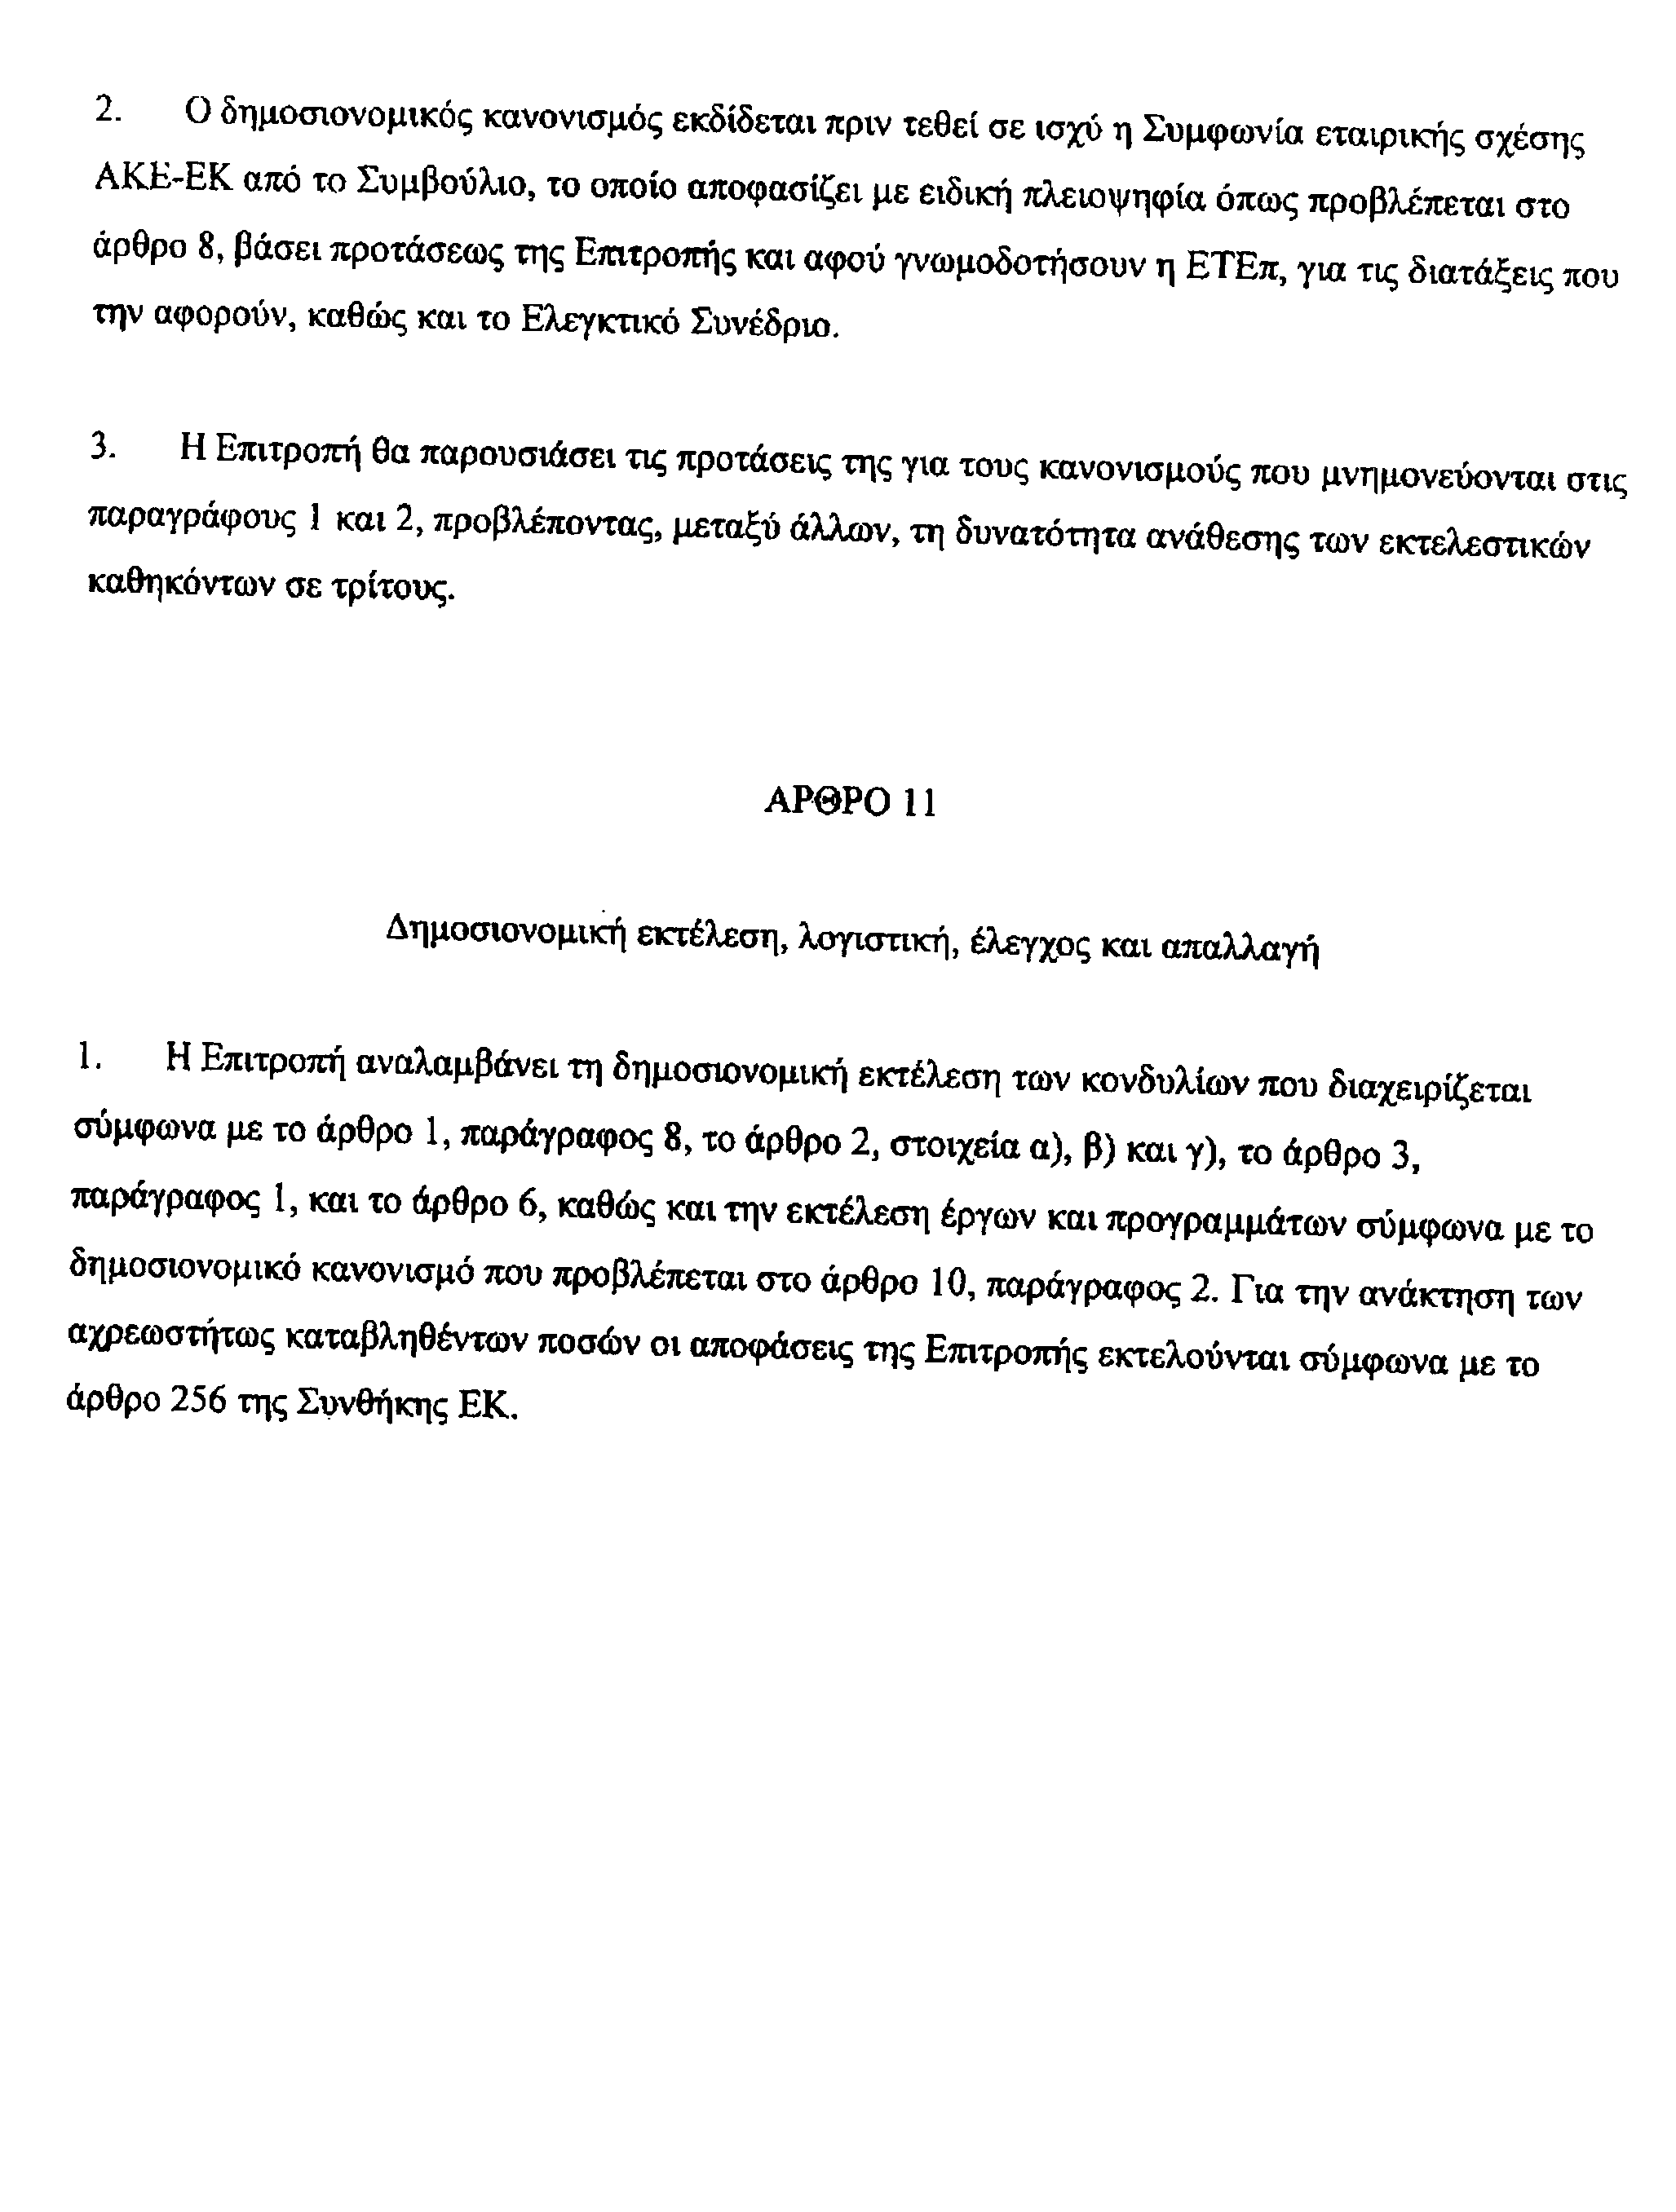 2. Ο δημοσιονομικός κανονισμός εκδίδεται πριν τεθεί σε ισχύ η Συμφωνία εταιρικής σχέσης
ΑΚΕ-ΕΚ από το Συμβούλιο, το οποίο αποφασίζει με ειδική πλειοψηφία όπως προβλέπεται στο
άρθρο 8, βάσει προτάσεως της Επιτροπής και αφού γνωμοδοτήσουν η ΕΤΕπ, για τις διατάξεις που
την αφορούν, καθώς και το Ελεγκτικό Συνέδριο.
3. Η Επιτροπή θα παρουσιάσει τις προτάσεις της για τους κανονισμούς που μνημονεύονται στις
παραγράφους 1 και 2, προβλέποντας, μεταξύ άλλων, τη δυνατότητα ανάθεσης των εκτελεστικών
καθηκόντων σε τρίτους.
ΑΡΘΡΟ 11
Δημοσιονομική εκτέλεση, λογιστική, έλεγχος και απαλλαγή
1. Η Επιτροπή αναλαμβάνει τη δημοσιονομική εκτέλεση των κονδυλίων που διαχειρίζεται
σύμφωνα με το άρθρο 1, παράγραφος 8, το άρθρο 2, στοιχεία α), β) και γ), το άρθρο 3,
παράγραφος 1, και το άρθρο 6, καθώς και την εκτέλεση έργων και προγραμμάτων σύμφωνα με το
δημοσιονομικό κανονισμό που προβλέπεται στο άρθρο 10, παράγραφος 2. Για την ανάκτηση των
αχρεωστήτως καταβληθέντων ποσών οι αποφάσεις της Επιτροπής εκτελούνται σύμφωνα με το
άρθρο 256 της Συνθήκης ΕΚ.